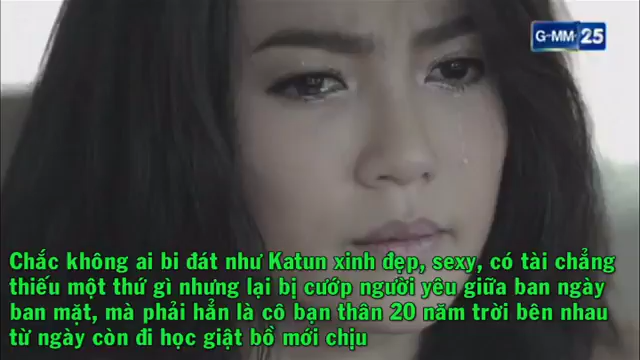 G-MM 25
Chắc không ai bi đát như Katun xinh đẹp, sexy, có tài chẳng
thiếu một thứ gì nhưng lại bị cướp người yêu giữa ban ngày
ban mặt, mà phải hẳn là cô bạn thân 20 năm trời bên nhau
từ ngày còn đi học giật bồ mới chịu